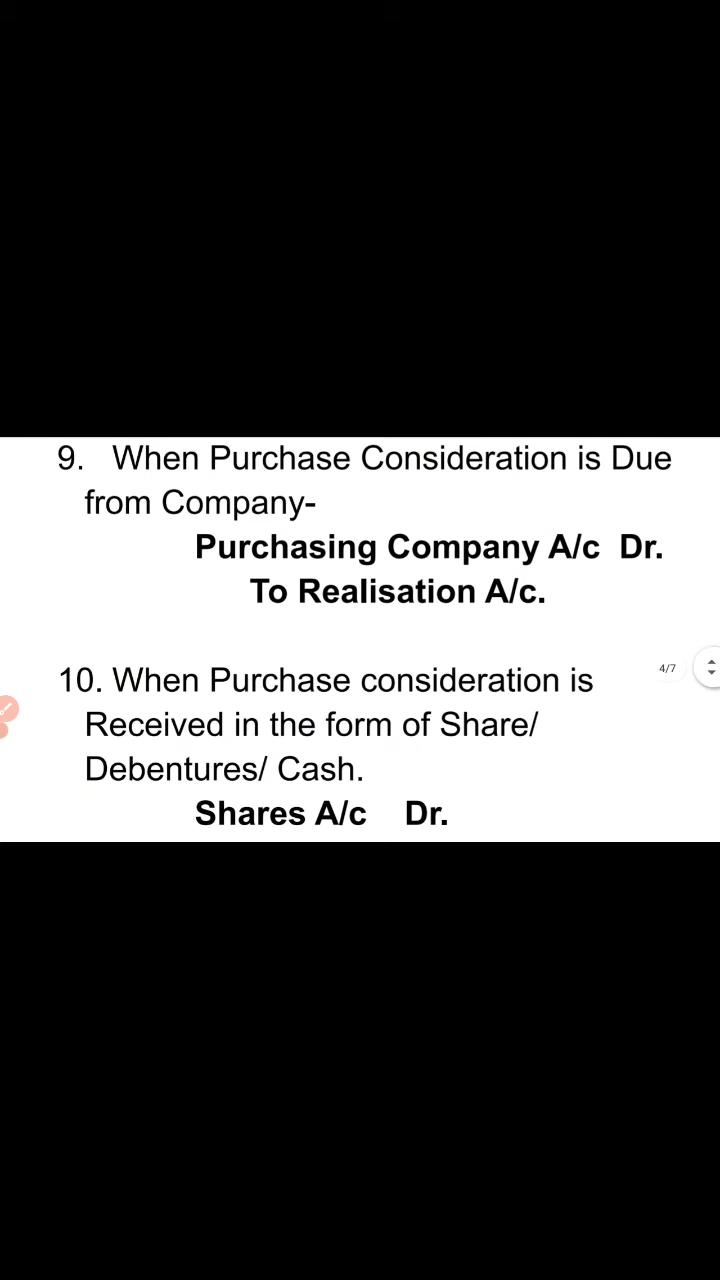 9. When Purchase Consideration is Due
from Company-
Purchasing Company A/c Dr.
To Realisation A/c.
10. When Purchase consideration is
4/7
Received in the form of Share/
Debentures/ Cash.
Shares A/c Dr.